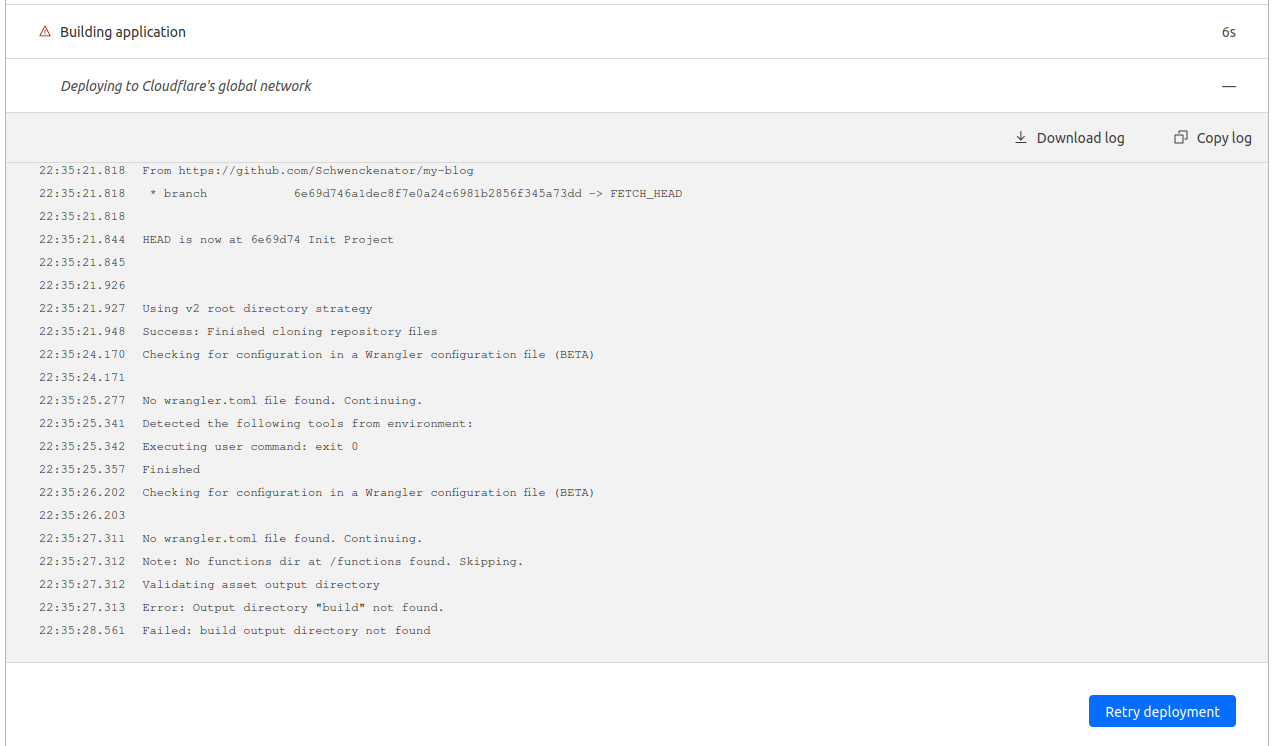 Building application 6s
Deploying to Cloudflare's global network —
Download log Copy log
22:35:21.818 From https://github.com/Schwenckenator/my-blog
22:35:21.818 * branch 6e69d746a1dec8f7e0a24c6981b2856f345a73dd -> FETCH_HEAD
22:35:21.818
22:35:21.844 HEAD is now at 6e69d74 Init Project
22:35:21.845
22:35:21.926
22:35:21.927 Using v2 root directory strategy
22:35:21.948 Success: Finished cloning repository files
22:35:24.170 Checking for configuration in a Wrangler configuration file (BETA)
22:35:24.171
22:35:25.277 No wrangler.toml file found. Continuing.
22:35:25.341 Detected the following tools from environment:
22:35:25.342 Executing user command: exit 0
22:35:25.357 Finished
22:35:26.202 Checking for configuration in a Wrangler configuration file (BETA)
22:35:26.203
22:35:27.311 No wrangler.toml file found. Continuing.
22:35:27.312 Note: No functions dir at /functions found. Skipping.
22:35:27.312 Validating asset output directory
22:35:27.313 Error: Output directory "build" not found.
22:35:28.561 Failed: build output directory not found
Retry deployment